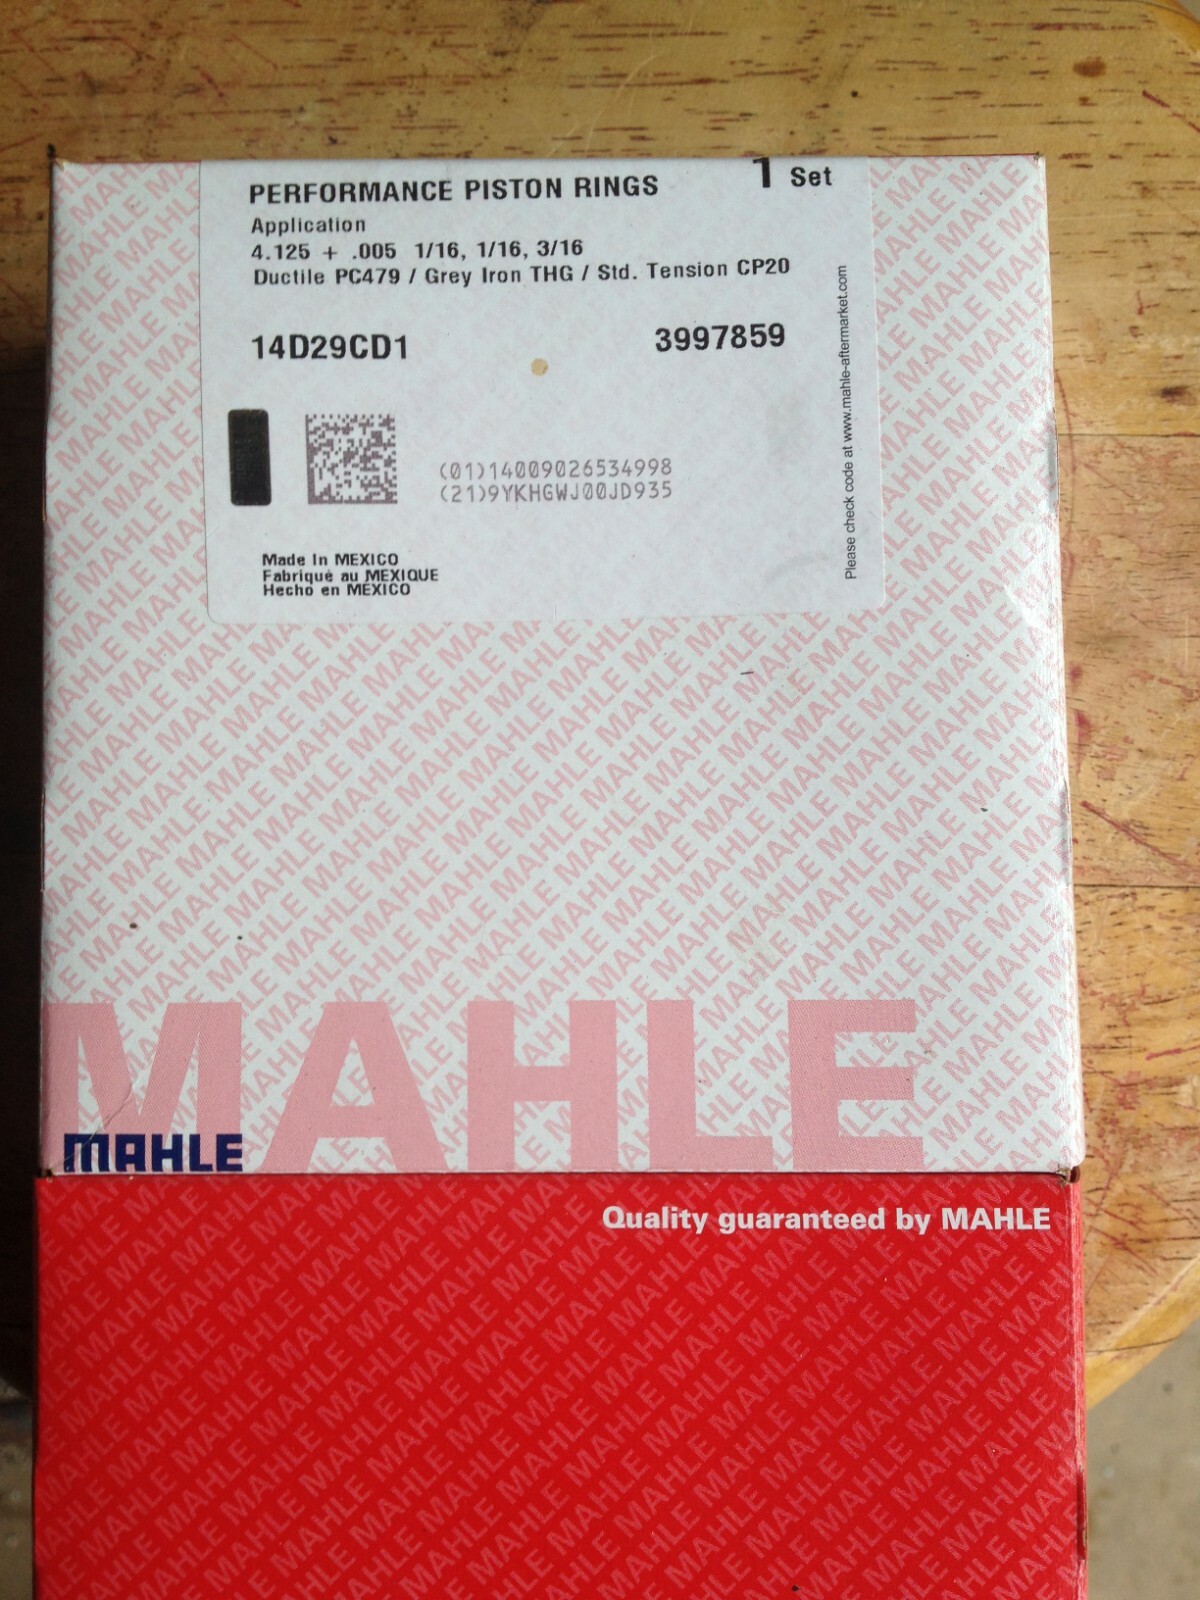 PERFORMANCE PISTON RINGS 1 Set
Application
4.125 + .005 1/16, 1/16, 3/16
Ductile PC479 / Grey Iron THG / Std. Tension CP20
14D29CD1 3997859
(01)14009026534998
(21)9YKHGWJ00JD935
Made In MEXICO
Fabriqué au MEXIQUE
Hecho en MEXICO
Please check code at www.mahle-aftermarket.com
MAHLE
MAHLE
Quality guaranteed by MAHLE